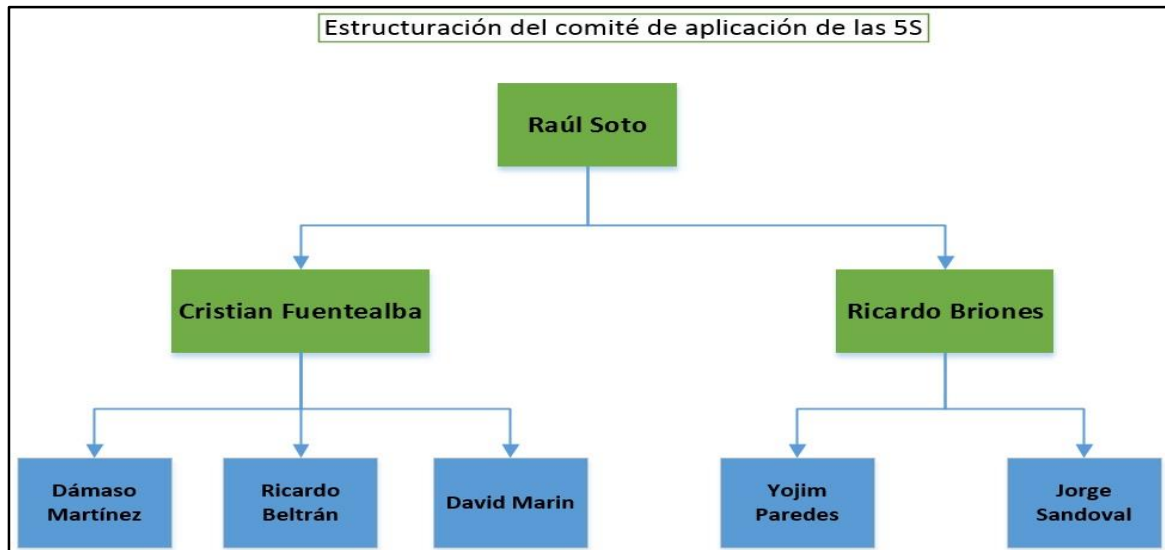 Estructuración del comité de aplicación de las 5S
Raúl Soto
Cristian Fuentealba
Ricardo Briones
Dámaso
Martínez
Ricardo
Beltrán
David Marin
Yojim
Paredes
Jorge
Sandoval